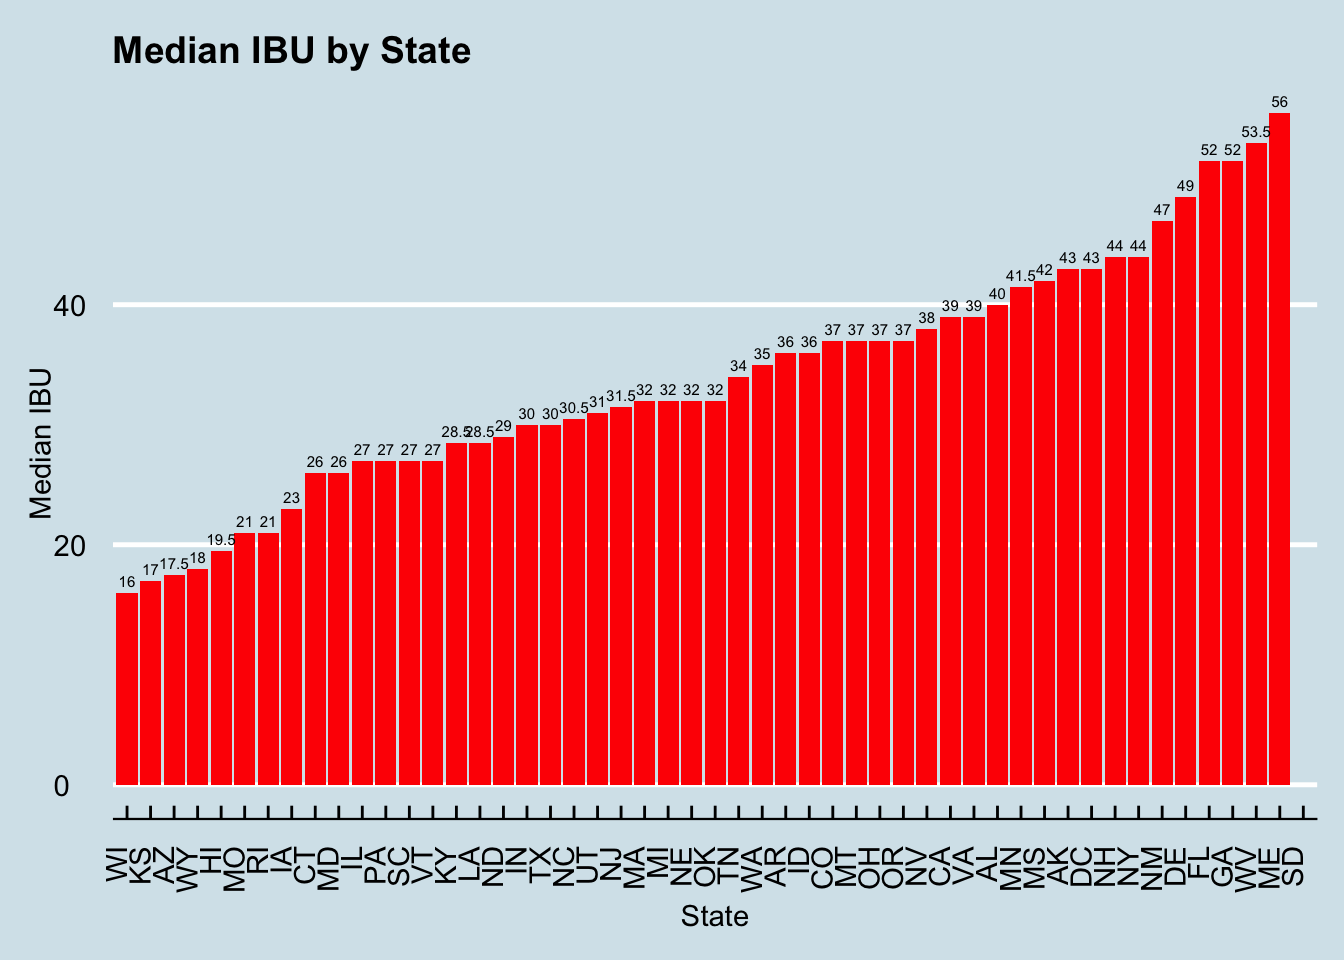 Median IBU by State
Median IBU
40
20
0
16 17 17.5 18 19.5 21 21 23 26 26 27 27 27 27 28.5 28.5 29 30 30 30.5 31 31.5 32 32 32 32 34 35 36 36 37 37 37 37 38 39 39 40 41.5 42 43 43 44 44 47 49 52 52 53.5 56
WI KS AZ WY HI MO RI IA CT MD IL PA SC VT KY LA ND IN TX NC UT NJ MA MI NE OK TN WA AR ID CO MT OH OR NV CA VA AL MN MS AK DC NH NY NM DE FL GA WV ME SD
State